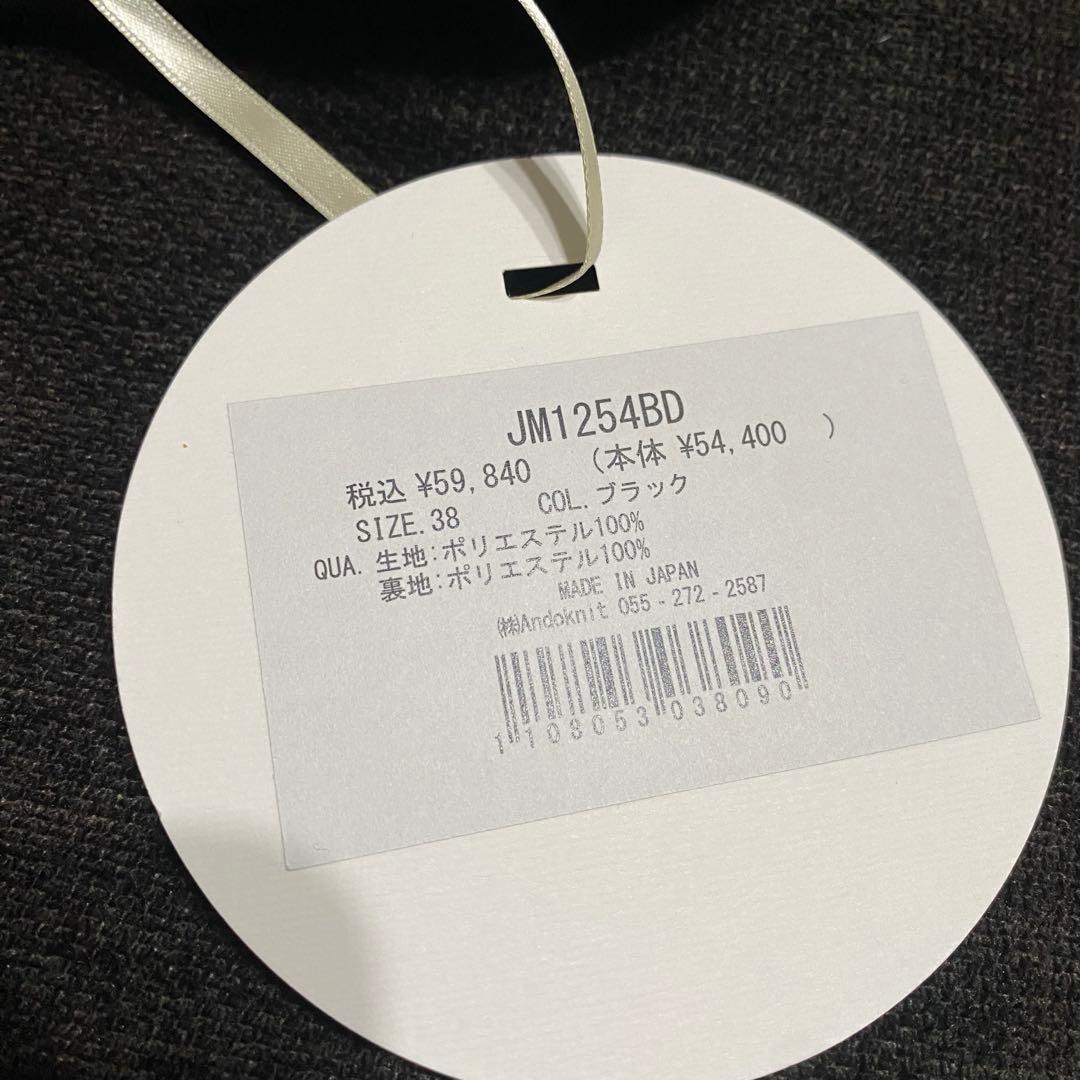 JM1254BD
税込 ¥59,840 (本体 ¥54,400 )
SIZE.38 COL.ブラック
QUA. 生地:ポリエステル100%
裏地:ポリエステル100%
MADE IN JAPAN
㈱Andoknit 055-272-2587
1108053038090